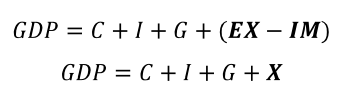 GDP = C + I + G + (EX − IM)
GDP = C + I + G + X